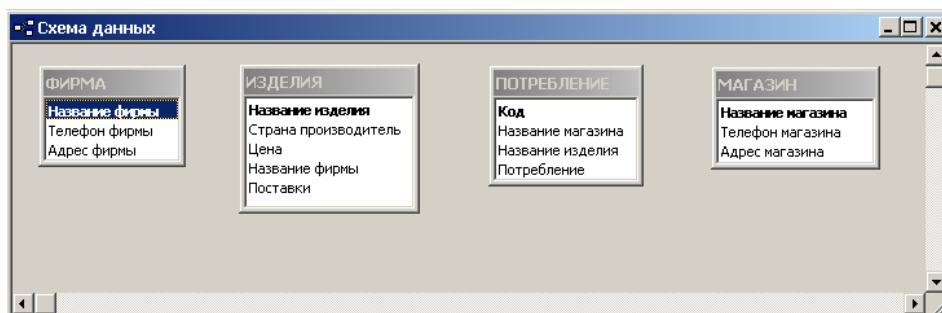 Схема данных
ФИРМА
Название фирмы
Телефон фирмы
Адрес фирмы
ИЗДЕЛИЯ
Название изделия
Страна производитель
Цена
Название фирмы
Поставки
ПОТРЕБЛЕНИЕ
Код
Название магазина
Название изделия
Потребление
МАГАЗИН
Название магазина
Телефон магазина
Адрес магазина